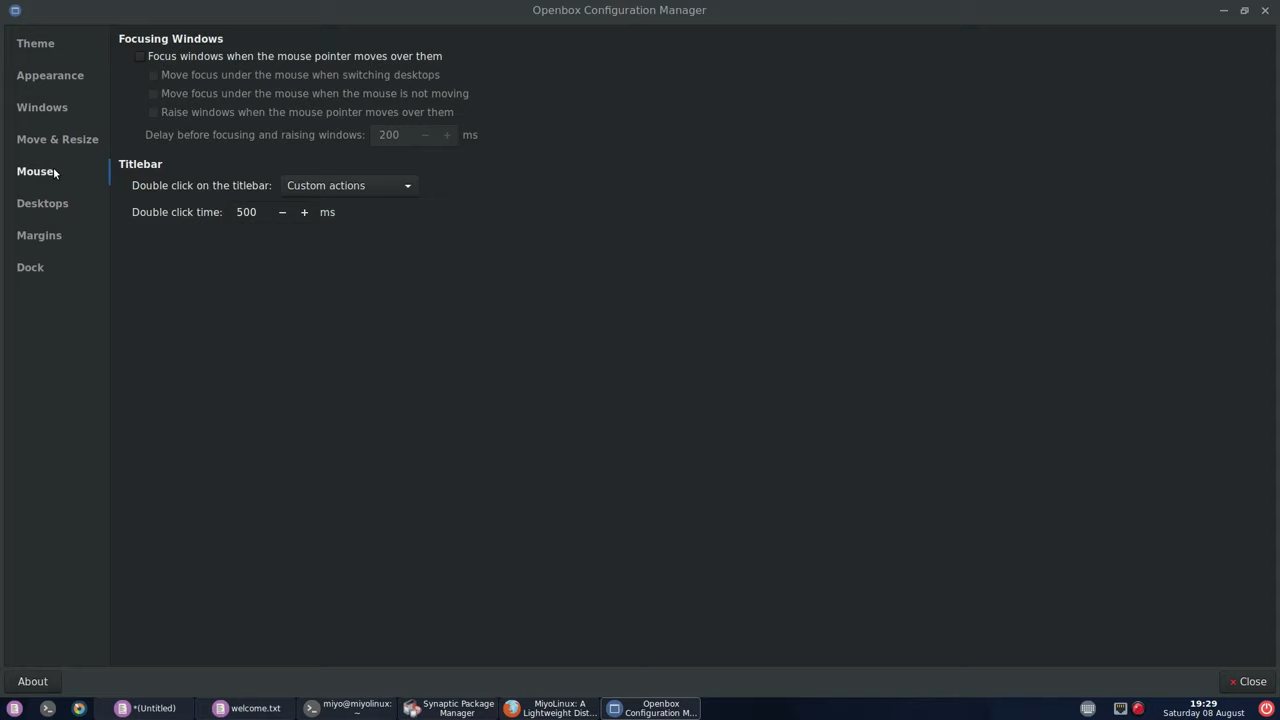 Openbox Configuration Manager
Theme
Appearance
Windows
Move & Resize
Mouse
Desktops
Margins
Dock
Focusing Windows
Focus windows when the mouse pointer moves over them
Move focus under the mouse when switching desktops
Move focus under the mouse when the mouse is not moving
Raise windows when the mouse pointer moves over them
Delay before focusing and raising windows: 200 − + ms
Titlebar
Double click on the titlebar: Custom actions
Double click time: 500 − + ms
About
Close
*(Untitled)
welcome.txt
miyo@miyolinux:
~
Synaptic Package
Manager
MiyoLinux: A
Lightweight Dist...
Openbox
Configuration M...
19:29
Saturday 08 August